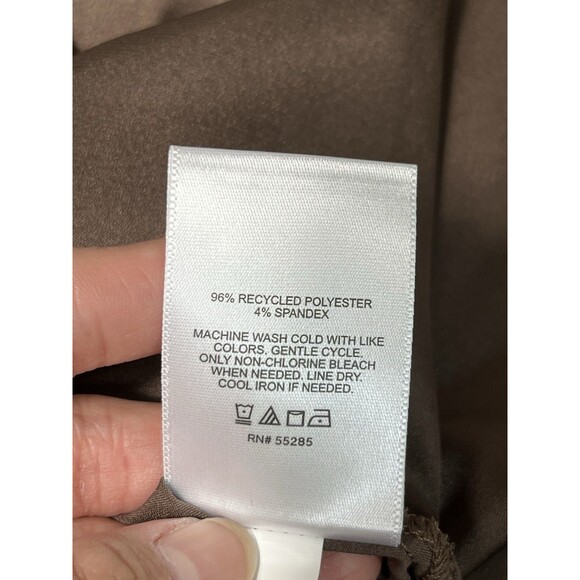 96% RECYCLED POLYESTER
4% SPANDEX
MACHINE WASH COLD WITH LIKE
COLORS. GENTLE CYCLE.
ONLY NON-CHLORINE BLEACH
WHEN NEEDED. LINE DRY.
COOL IRON IF NEEDED.
RN# 55285